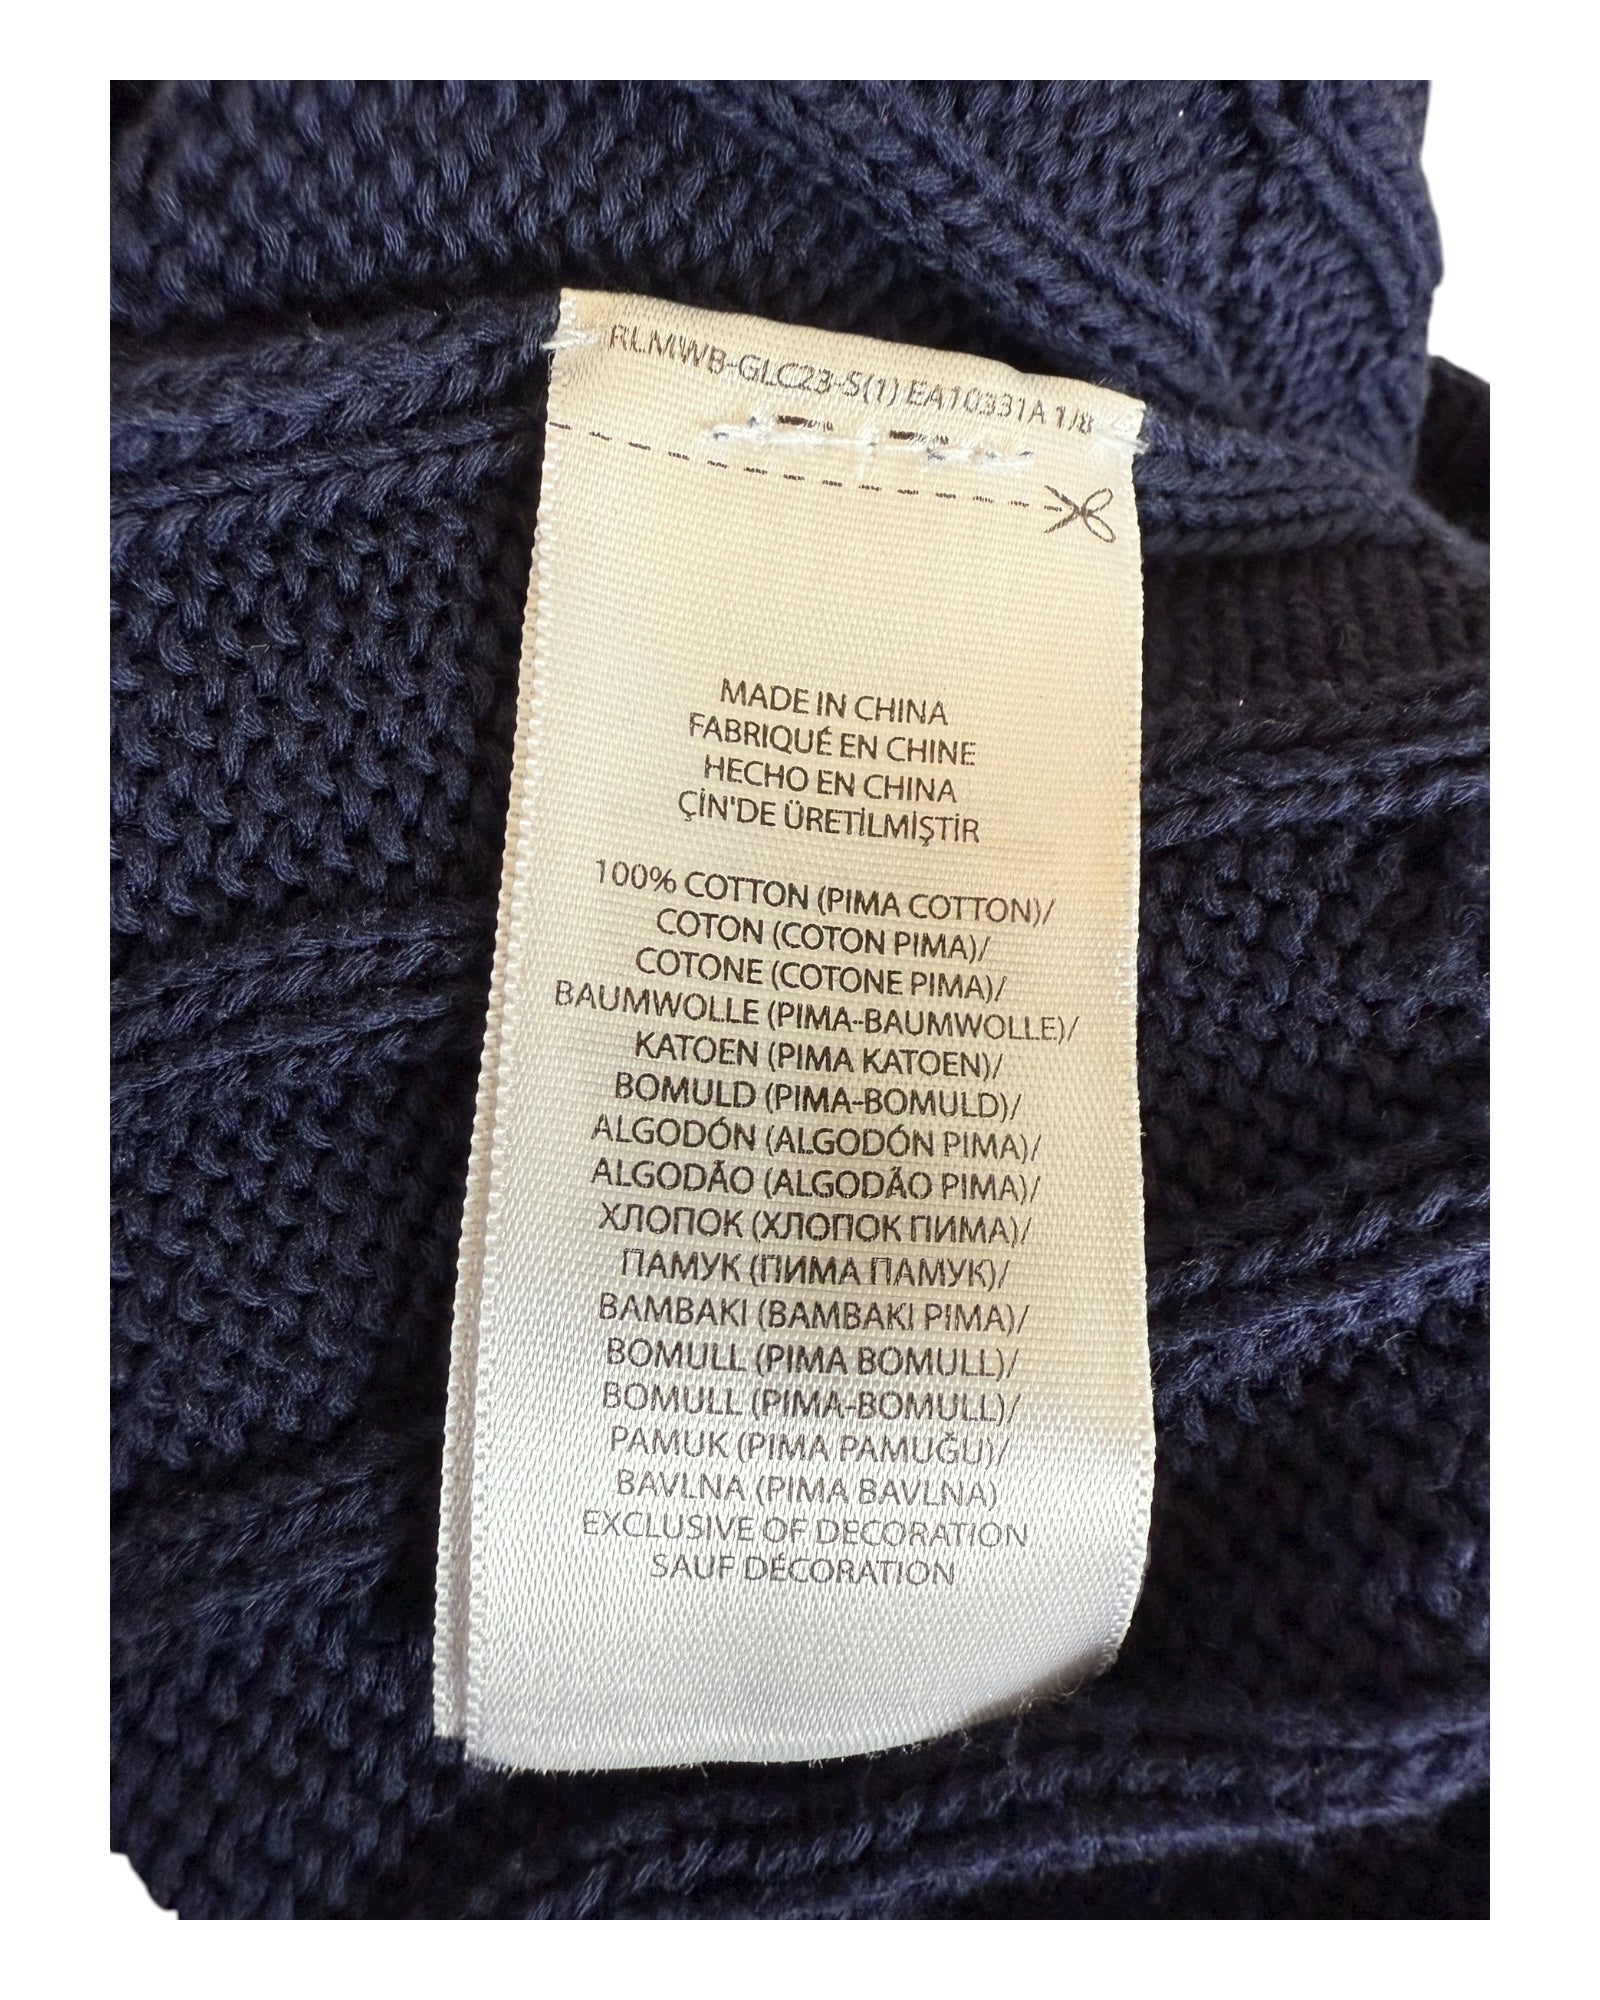 RLMWB-GLC23-S(1) EA10331A 1/8
MADE IN CHINA
FABRIQUÉ EN CHINE
HECHO EN CHINA
ÇİN'DE ÜRETİLMİŞTİR
100% COTTON (PIMA COTTON)/
COTON (COTON PIMA)/
COTONE (COTONE PIMA)/
BAUMWOLLE (PIMA-BAUMWOLLE)/
KATOEN (PIMA KATOEN)/
BOMULD (PIMA-BOMULD)/
ALGODÓN (ALGODÓN PIMA)/
ALGODÃO (ALGODÃO PIMA)/
ХЛОПОК (ХЛОПОК ПИМА)/
ПАМУК (ПИМА ПАМУК)/
BAMBAKI (BAMBAKI PIMA)/
BOMULL (PIMA BOMULL)/
BOMULL (PIMA-BOMULL)/
PAMUK (PIMA PAMUĞU)/
BAVLNA (PIMA BAVLNA)
EXCLUSIVE OF DECORATION
SAUF DÉCORATION